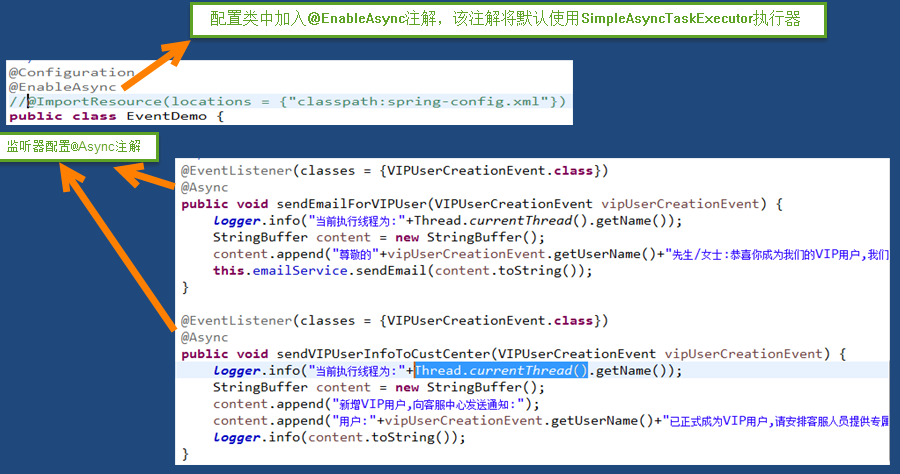 配置类中加入@EnableAsync注解，该注解将默认使用SimpleAsyncTaskExecutor执行器
@Configuration
@EnableAsync
//@ImportResource(locations = {"classpath:spring-config.xml"})
public class EventDemo {
监听器配置@Async注解
@EventListener(classes = {VIPUserCreationEvent.class})
@Async
public void sendEmailForVIPUser(VIPUserCreationEvent vipUserCreationEvent) {
logger.info("当前执行线程为:"+Thread.currentThread().getName());
StringBuffer content = new StringBuffer();
content.append("尊敬的"+vipUserCreationEvent.getUserName()+"先生/女士:恭喜你成为我们的VIP用户,我们
this.emailService.sendEmail(content.toString());
}
@EventListener(classes = {VIPUserCreationEvent.class})
@Async
public void sendVIPUserInfoToCustCenter(VIPUserCreationEvent vipUserCreationEvent) {
logger.info("当前执行线程为:"+Thread.currentThread().getName());
StringBuffer content = new StringBuffer();
content.append("新增VIP用户,向客服中心发送通知:");
content.append("用户:"+vipUserCreationEvent.getUserName()+"已正式成为VIP用户,请安排客服人员提供专属
logger.info(content.toString());
}